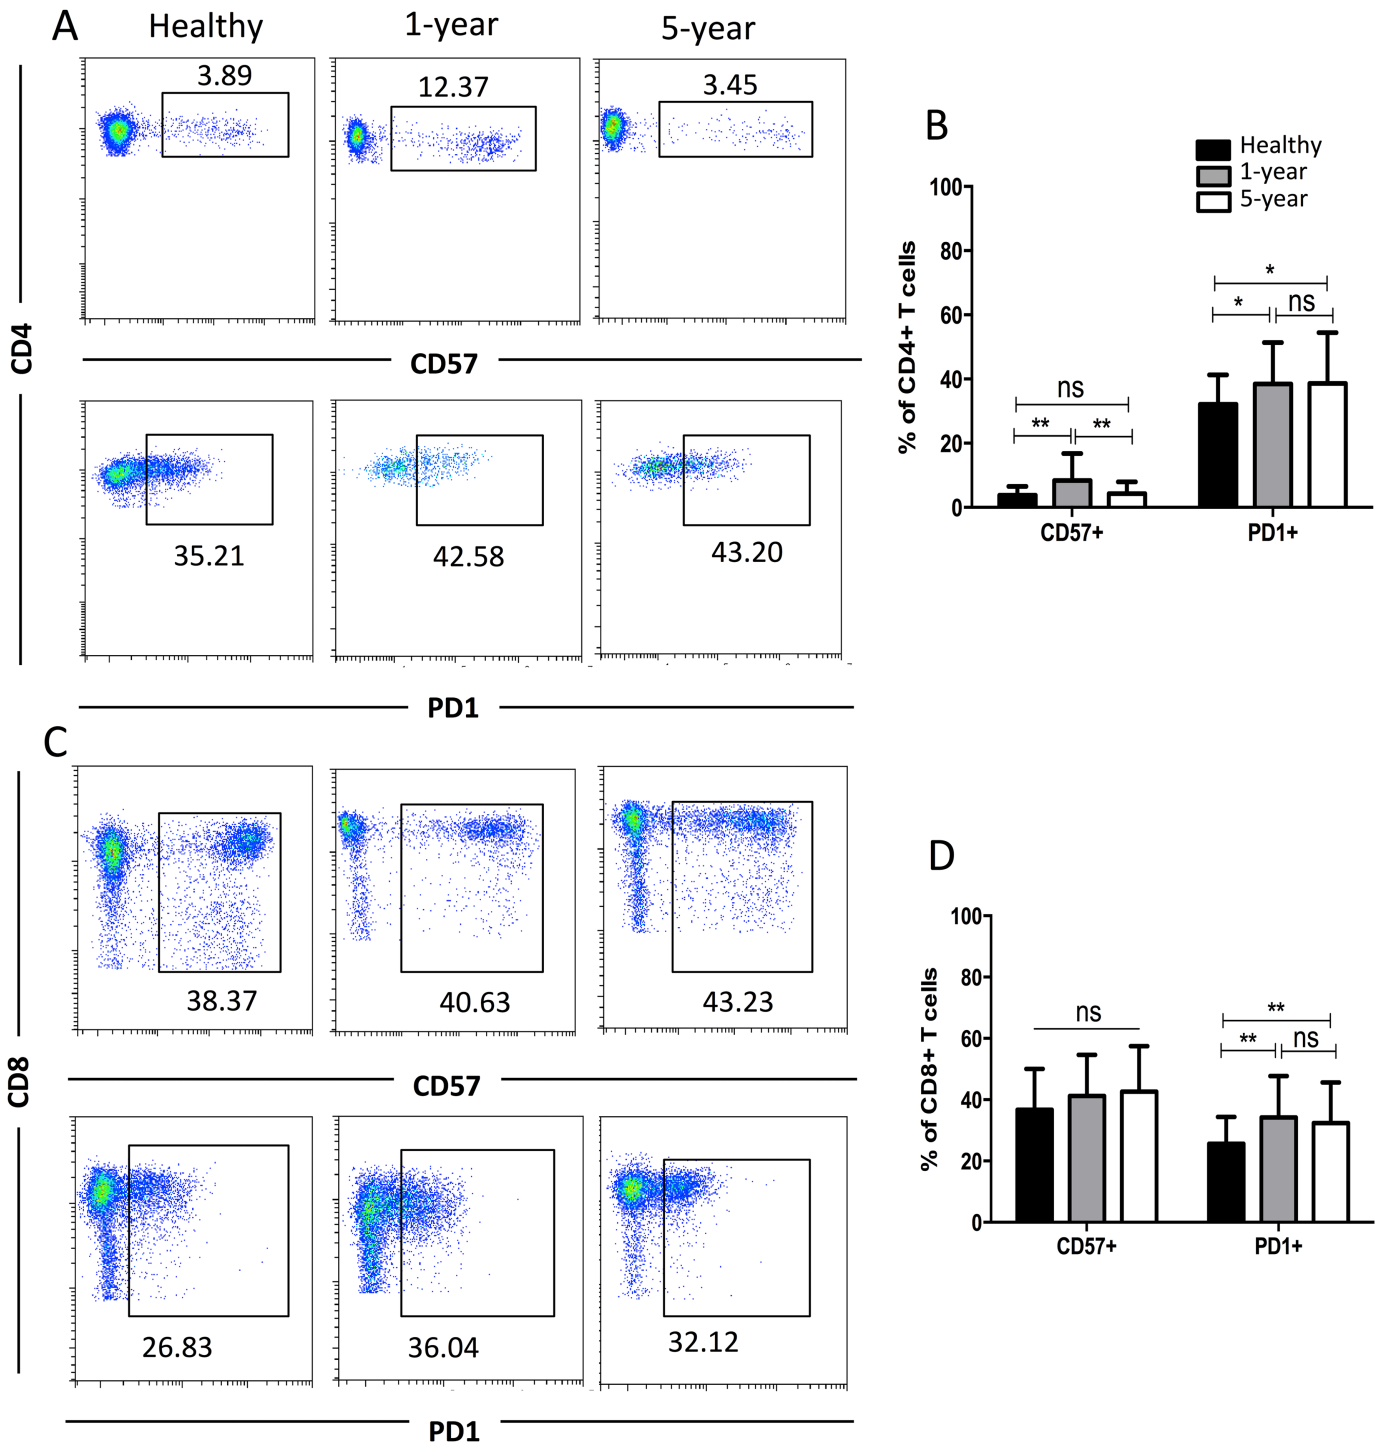 A
Healthy
1-year
5-year
3.89
12.37
3.45
CD4
CD57
35.21
42.58
43.20
PD1
B
Healthy
1-year
5-year
% of CD4+ T cells
100
80
60
40
20
0
ns
**
**
*
*
ns
CD57+
PD1+
C
38.37
40.63
43.23
CD8
CD57
26.83
36.04
32.12
PD1
D
% of CD8+ T cells
100
80
60
40
20
0
ns
**
**
ns
CD57+
PD1+